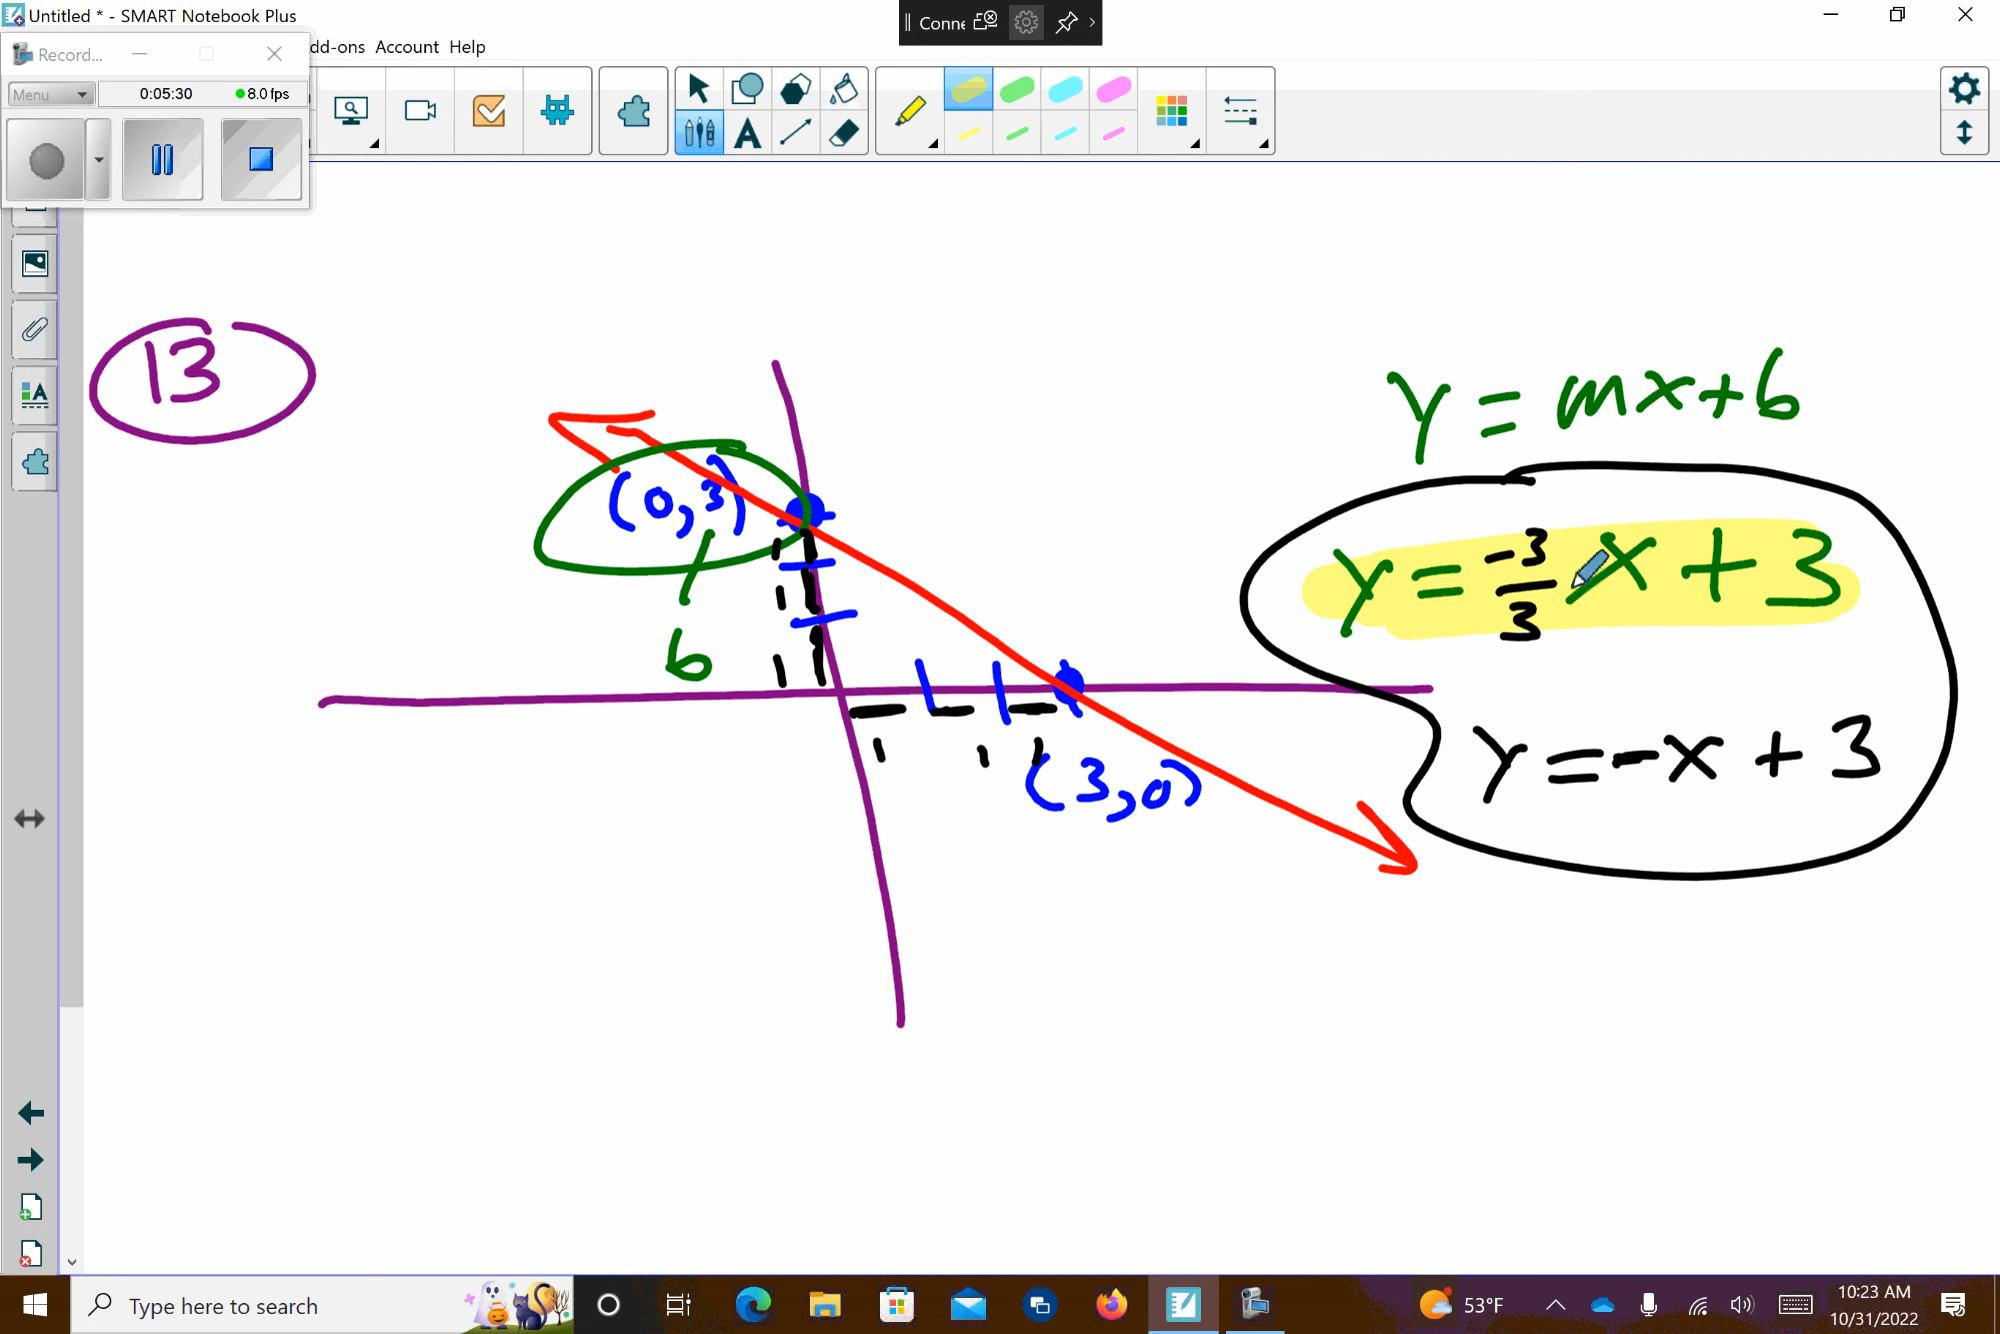 Untitled * - SMART Notebook Plus
Conne
Record...
dd-ons Account Help
Menu 0:05:30 8.0 fps
13
y = mx+b
(0,3)
y = -3/3 x + 3
b
y = -x + 3
(3,0)
Type here to search
53°F
10:23 AM
10/31/2022